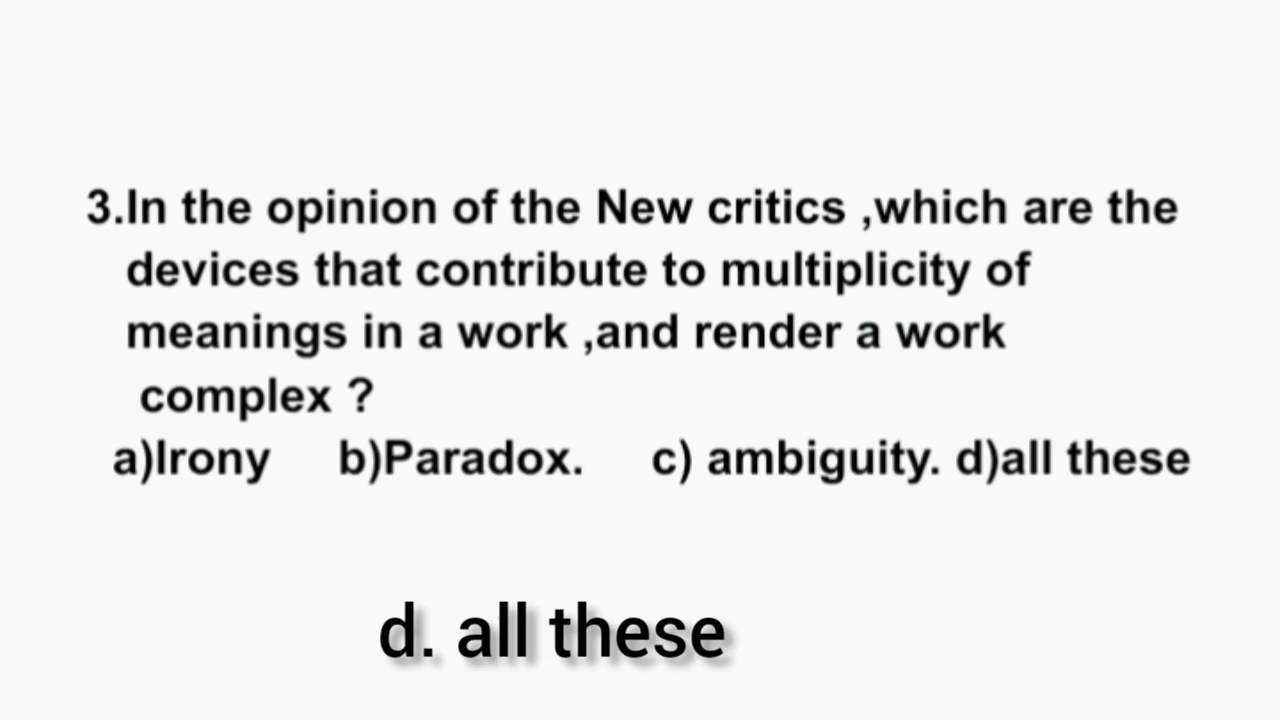 3.In the opinion of the New critics ,which are the
devices that contribute to multiplicity of
meanings in a work ,and render a work
complex ?
a)Irony b)Paradox. c) ambiguity. d)all these
d. all these